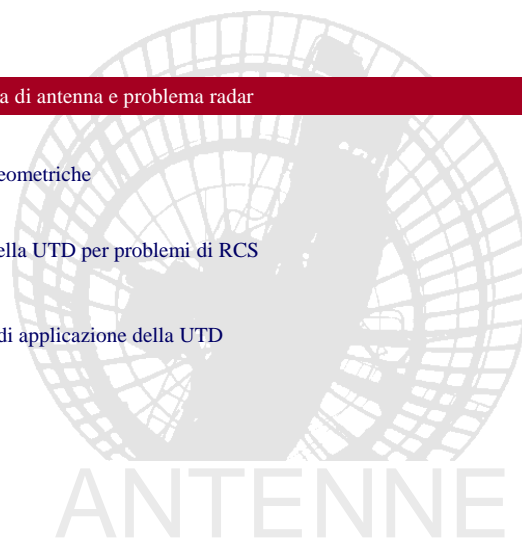 a di antenna e problema radar
eometriche
ella UTD per problemi di RCS
di applicazione della UTD
ANTENNE